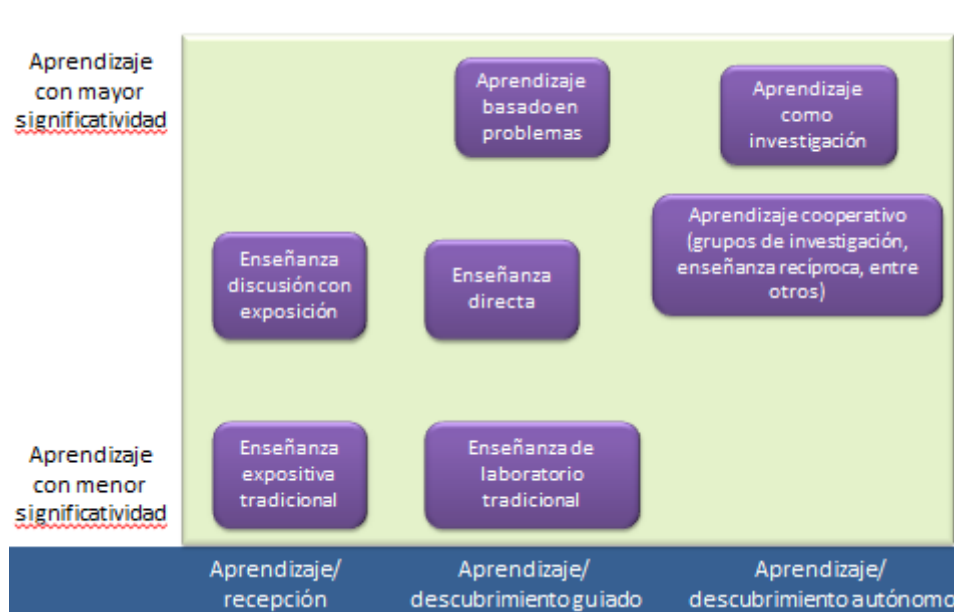 Aprendizaje
con mayor
significatividad
Aprendizaje
basado en
problemas
Aprendizaje
como
investigación
Aprendizaje cooperativo
(grupos de investigación,
enseñanza recíproca, entre
otros)
Enseñanza
discusión con
exposición
Enseñanza
directa
Aprendizaje
con menor
significatividad
Enseñanza
expositiva
tradicional
Enseñanza de
laboratorio
tradicional
Aprendizaje/
recepción
Aprendizaje/
descubrimiento guiado
Aprendizaje/
descubrimiento autónomo